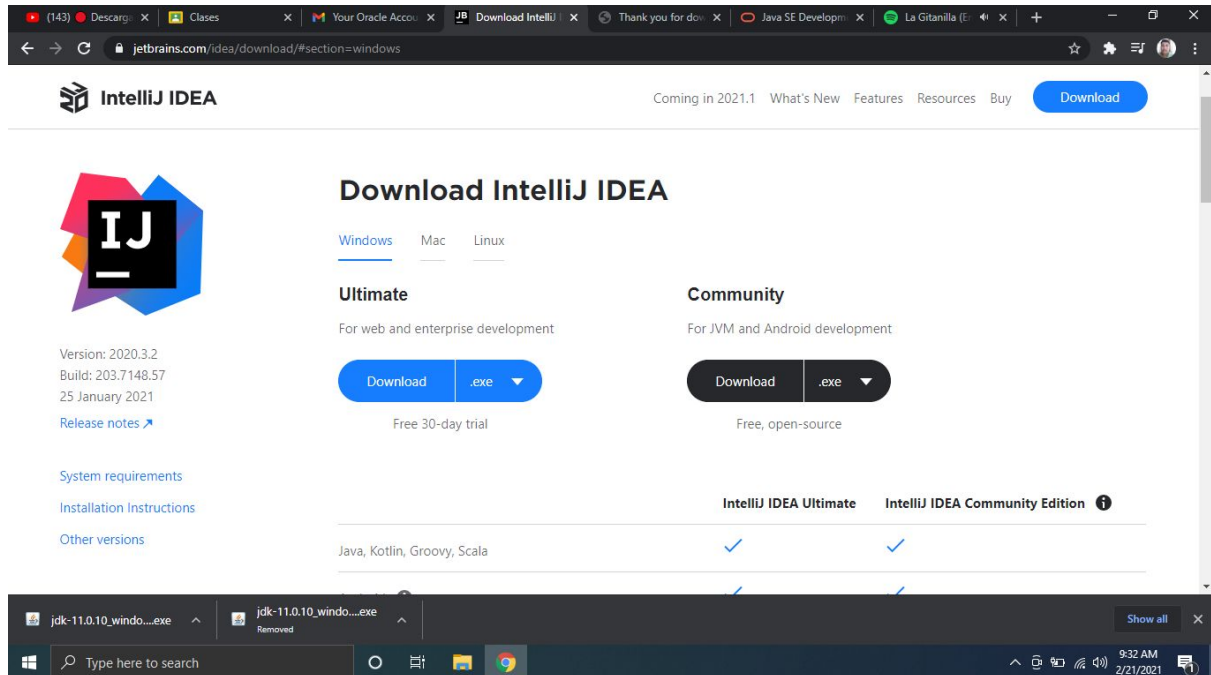 (143) Descarga
Clases
Your Oracle Accou
Download IntelliJ I
Thank you for dow
Java SE Developm
La Gitanilla (En
jetbrains.com/idea/download/#section=windows
IntelliJ IDEA
Coming in 2021.1 What's New Features Resources Buy Download
Download IntelliJ IDEA
Windows Mac Linux
Ultimate
For web and enterprise development
Download .exe
Free 30-day trial
Community
For JVM and Android development
Download .exe
Free, open-source
IJ
Version: 2020.3.2
Build: 203.7148.57
25 January 2021
Release notes
System requirements
Installation Instructions
Other versions
IntelliJ IDEA Ultimate IntelliJ IDEA Community Edition
Java, Kotlin, Groovy, Scala
jdk-11.0.10_windo....exe
jdk-11.0.10_windo....exe
Removed
Show all
Type here to search
9:32 AM
2/21/2021